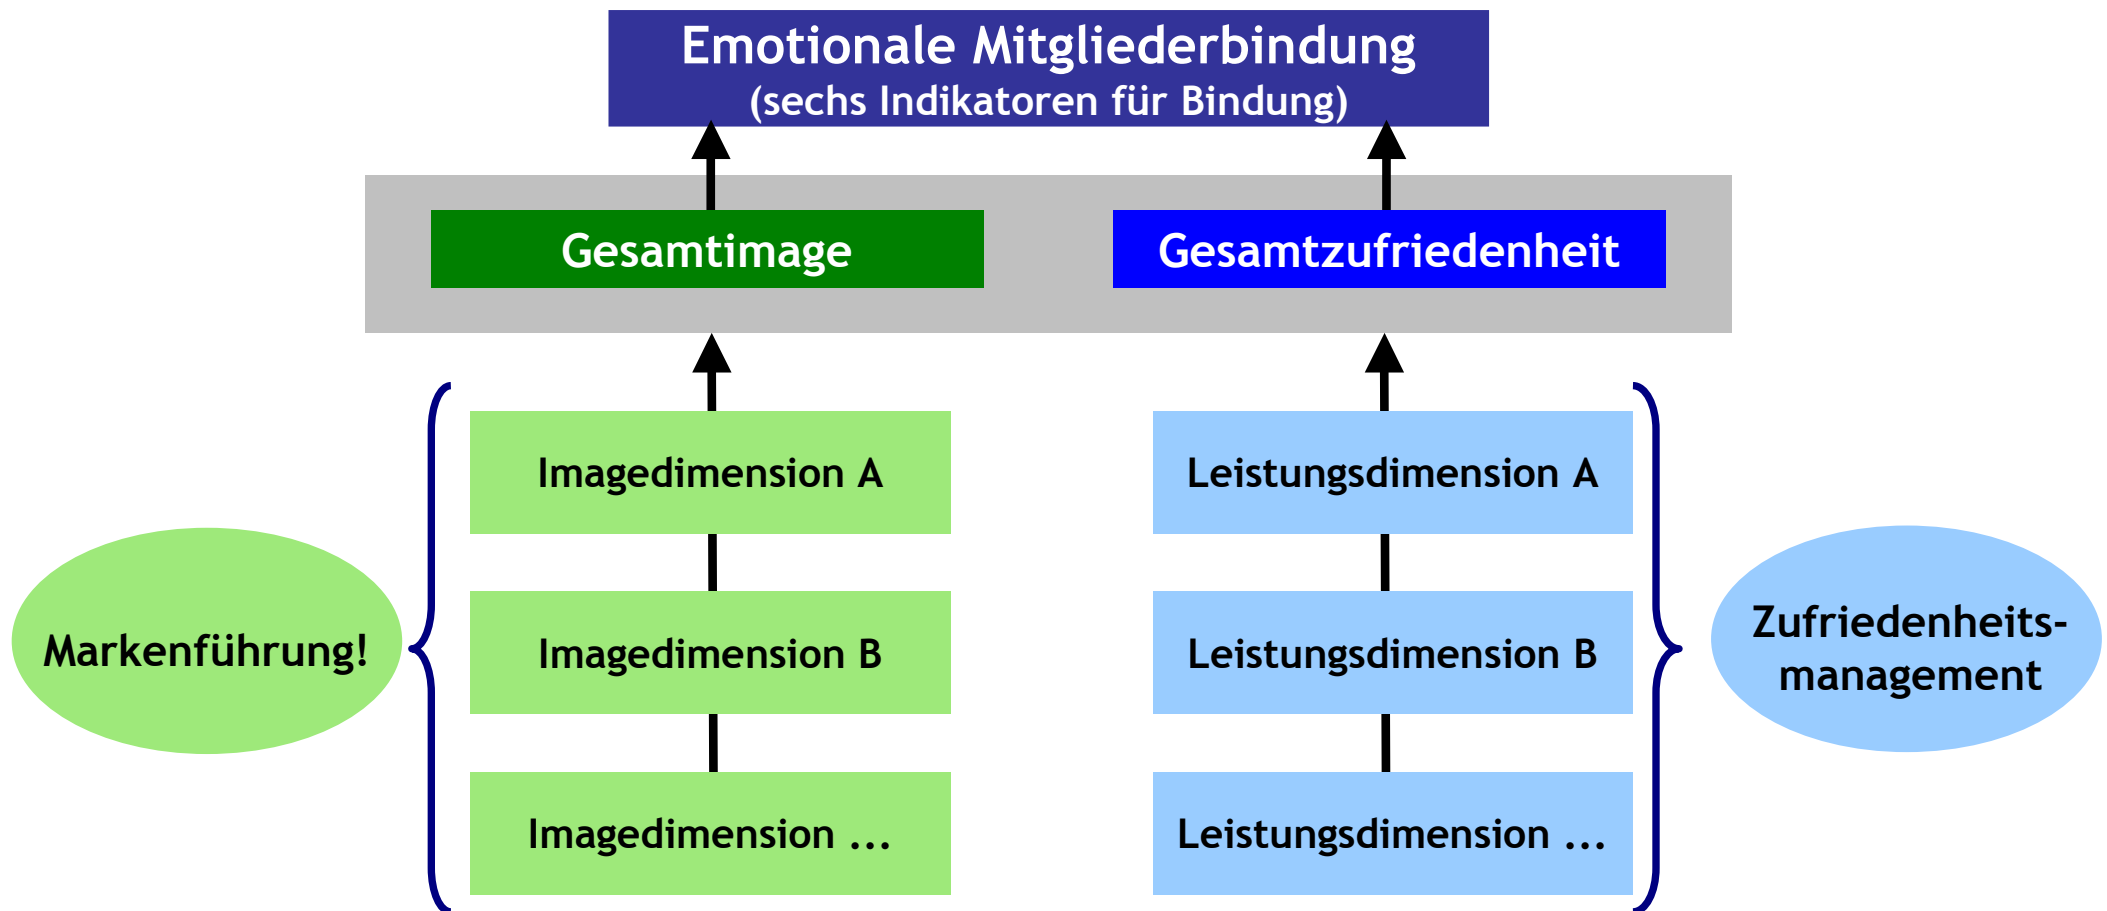 Emotionale Mitgliederbindung
(sechs Indikatoren für Bindung)
Gesamtimage
Gesamtzufriedenheit
Imagedimension A
Leistungsdimension A
Markenführung!
Imagedimension B
Leistungsdimension B
Zufriedenheits-
management
Imagedimension ...
Leistungsdimension ...